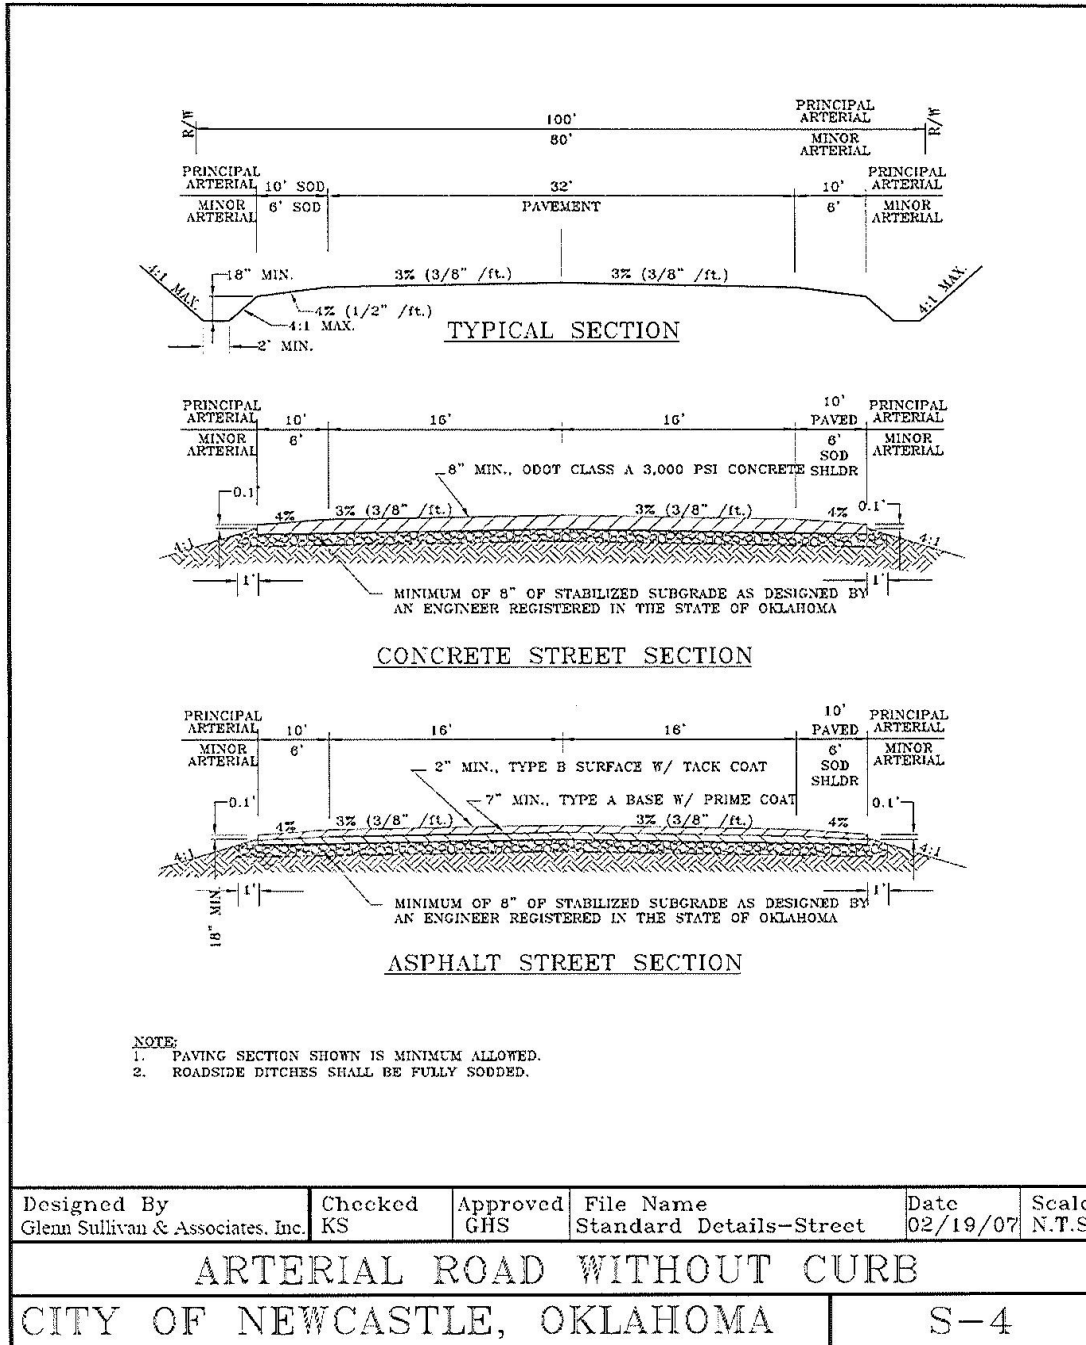 R/W
100'
80'
PRINCIPAL ARTERIAL
MINOR ARTERIAL
R/W
PRINCIPAL ARTERIAL
MINOR ARTERIAL
10' SOD
6' SOD
32'
PAVEMENT
10'
6'
PRINCIPAL ARTERIAL
MINOR ARTERIAL
4:1 MAX.
18" MIN.
3% (3/8" /ft.)
3% (3/8" /ft.)
4:1 MAX.
4% (1/2" /ft.)
4:1 MAX.
2' MIN.
TYPICAL SECTION
PRINCIPAL ARTERIAL
MINOR ARTERIAL
10'
6'
16'
16'
10'
PAVED
6'
SOD
SHLDR
PRINCIPAL ARTERIAL
MINOR ARTERIAL
8" MIN., ODOT CLASS A 3,000 PSI CONCRETE
0.1'
4%
3% (3/8" /ft.)
3% (3/8" /ft.)
4%
0.1'
4:1
4:1
1'
1'
MINIMUM OF 8" OF STABILIZED SUBGRADE AS DESIGNED BY
AN ENGINEER REGISTERED IN THE STATE OF OKLAHOMA
CONCRETE STREET SECTION
PRINCIPAL ARTERIAL
MINOR ARTERIAL
10'
6'
16'
16'
10'
PAVED
6'
SOD
SHLDR
PRINCIPAL ARTERIAL
MINOR ARTERIAL
2" MIN., TYPE B SURFACE W/ TACK COAT
7" MIN., TYPE A BASE W/ PRIME COAT
0.1'
4%
3% (3/8" /ft.)
3% (3/8" /ft.)
4%
0.1'
4:1
4:1
18" MIN.
1'
1'
MINIMUM OF 8" OF STABILIZED SUBGRADE AS DESIGNED BY
AN ENGINEER REGISTERED IN THE STATE OF OKLAHOMA
ASPHALT STREET SECTION
NOTE:
1. PAVING SECTION SHOWN IS MINIMUM ALLOWED.
2. ROADSIDE DITCHES SHALL BE FULLY SODDED.
Designed By
Glenn Sullivan & Associates, Inc.
Checked
KS
Approved
GHS
File Name
Standard Details-Street
Date
02/19/07
Scale
N.T.S
ARTERIAL ROAD WITHOUT CURB
CITY OF NEWCASTLE, OKLAHOMA
S-4